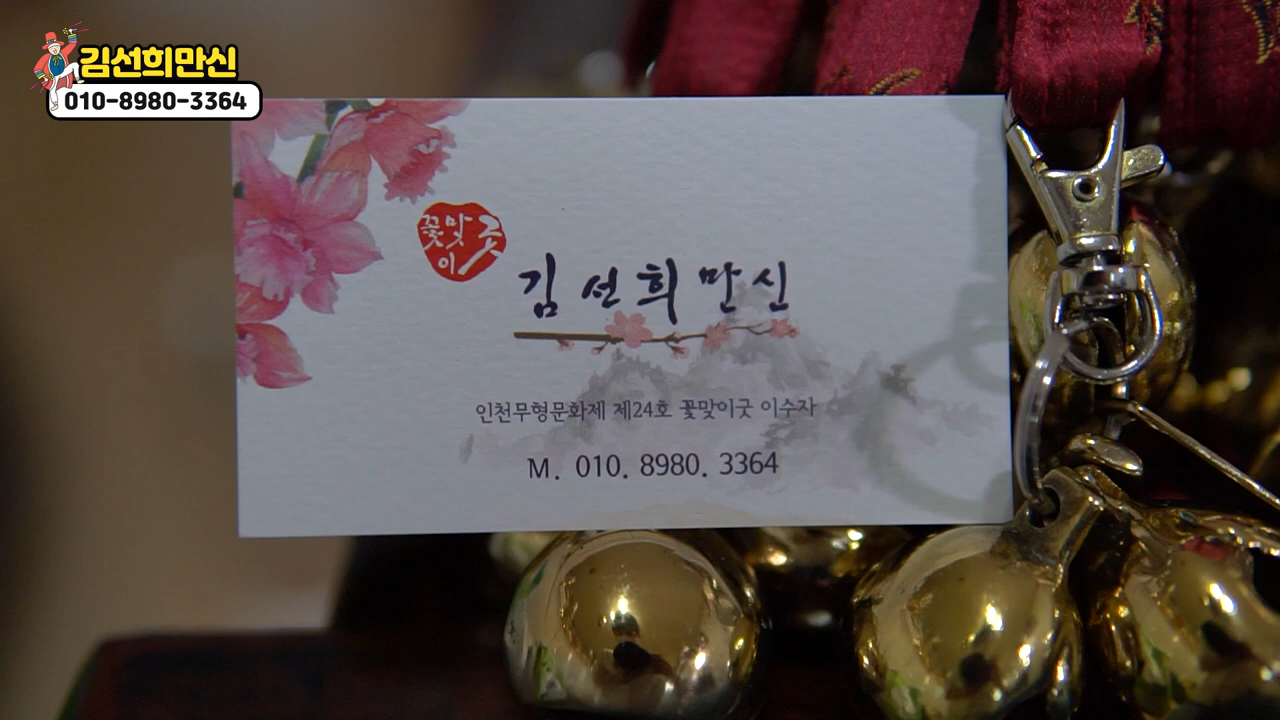 김선희만신
010-8980-3364
꽃맞이굿
김선희만신
인천무형문화제 제24호 꽃맞이굿 이수자
M. 010. 8980. 3364